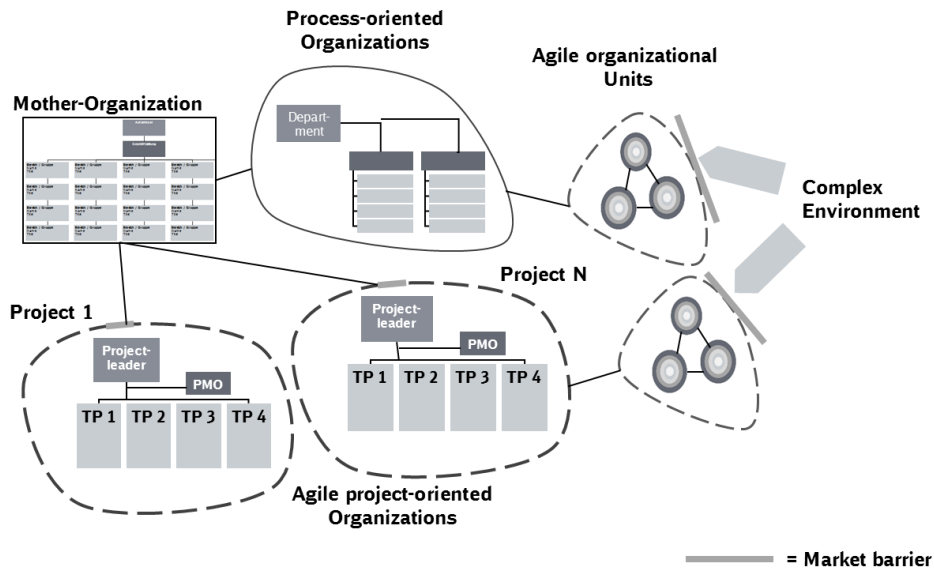 Process-oriented
Organizations
Agile organizational
Units
Mother-Organization
Depart-
ment
Complex
Environment
Project N
Project 1
Project-
leader
PMO
TP 1 TP 2 TP 3 TP 4
Project-
leader
PMO
TP 1 TP 2 TP 3 TP 4
Agile project-oriented
Organizations
= Market barrier